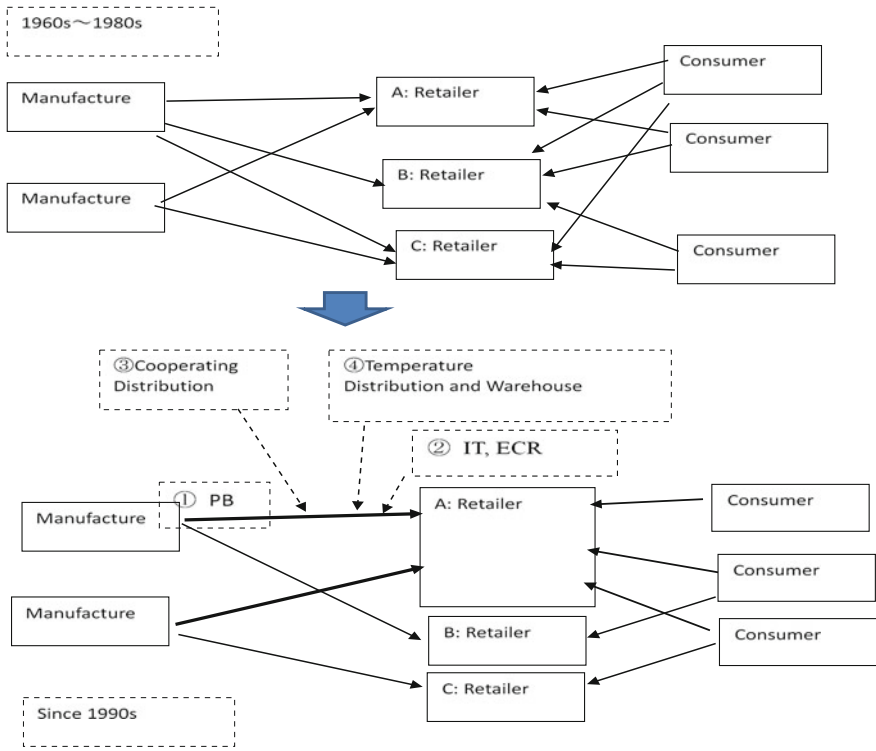 1960s～1980s
Manufacture
A: Retailer
Consumer
Consumer
B: Retailer
Manufacture
C: Retailer
Consumer
③Cooperating
Distribution
④Temperature
Distribution and Warehouse
② IT, ECR
① PB
Manufacture
A: Retailer
Consumer
Consumer
Manufacture
B: Retailer
Consumer
C: Retailer
Since 1990s